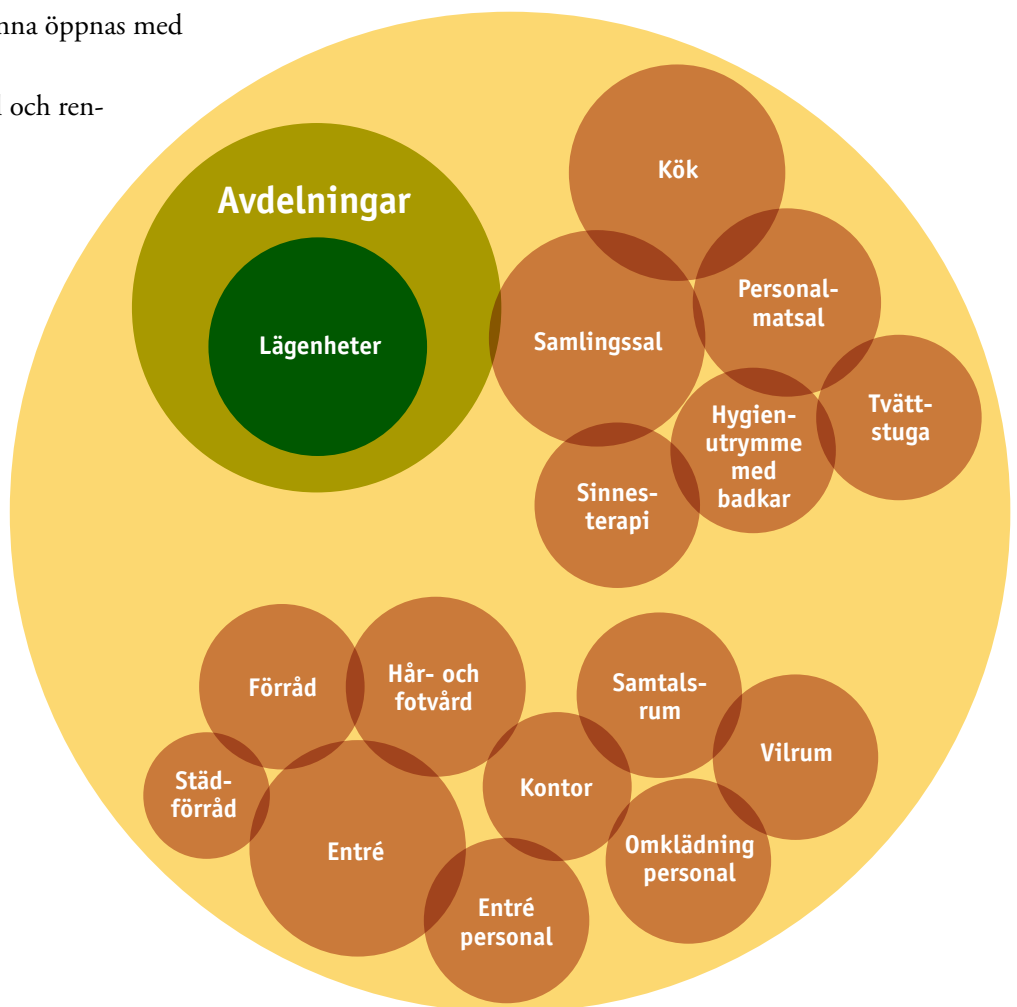 nna öppnas med
och ren-
Avdelningar
Lägenheter
Kök
Personal-
matsal
Samlingssal
Tvätt-
stuga
Hygien-
utrymme
med
badkar
Sinnes-
terapi
Förråd
Hår- och
fotvård
Samtals-
rum
Vilrum
Städ-
förråd
Kontor
Entré
Omklädning
personal
Entré
personal